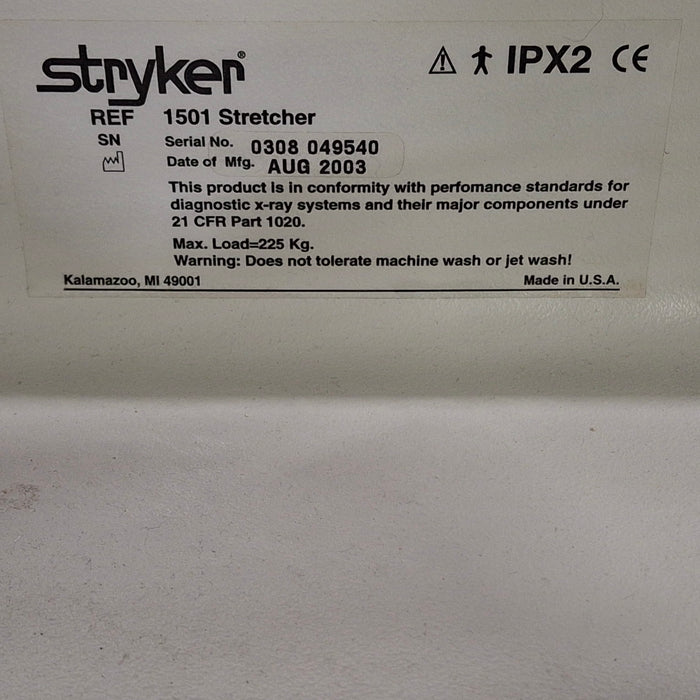 stryker®
IPX2 CE
REF 1501 Stretcher
SN Serial No. 0308 049540
Date of Mfg. AUG 2003
This product is in conformity with perfomance standards for
diagnostic x-ray systems and their major components under
21 CFR Part 1020.
Max. Load=225 Kg.
Warning: Does not tolerate machine wash or jet wash!
Kalamazoo, MI 49001 Made in U.S.A.